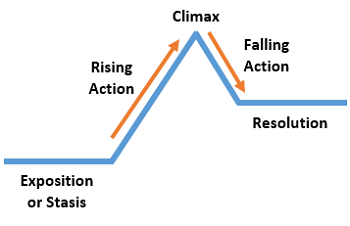 Climax
Rising
Action
Falling
Action
Resolution
Exposition
or Stasis